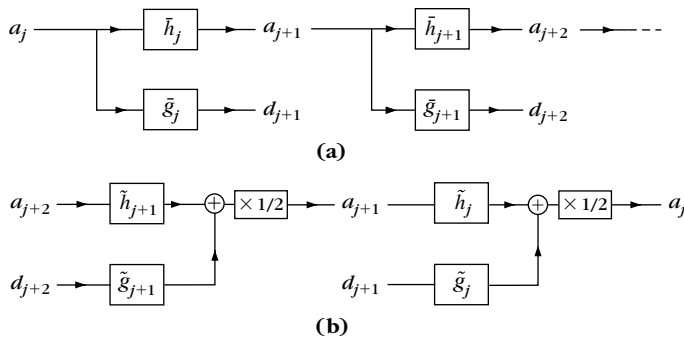 a_j h̄_j a_{j+1} h̄_{j+1} a_{j+2}
ḡ_j d_{j+1} ḡ_{j+1} d_{j+2}
(a)
a_{j+2} h̃_{j+1} + × 1/2 a_{j+1} h̃_j + × 1/2 a_j
d_{j+2} g̃_{j+1} d_{j+1} g̃_j
(b)